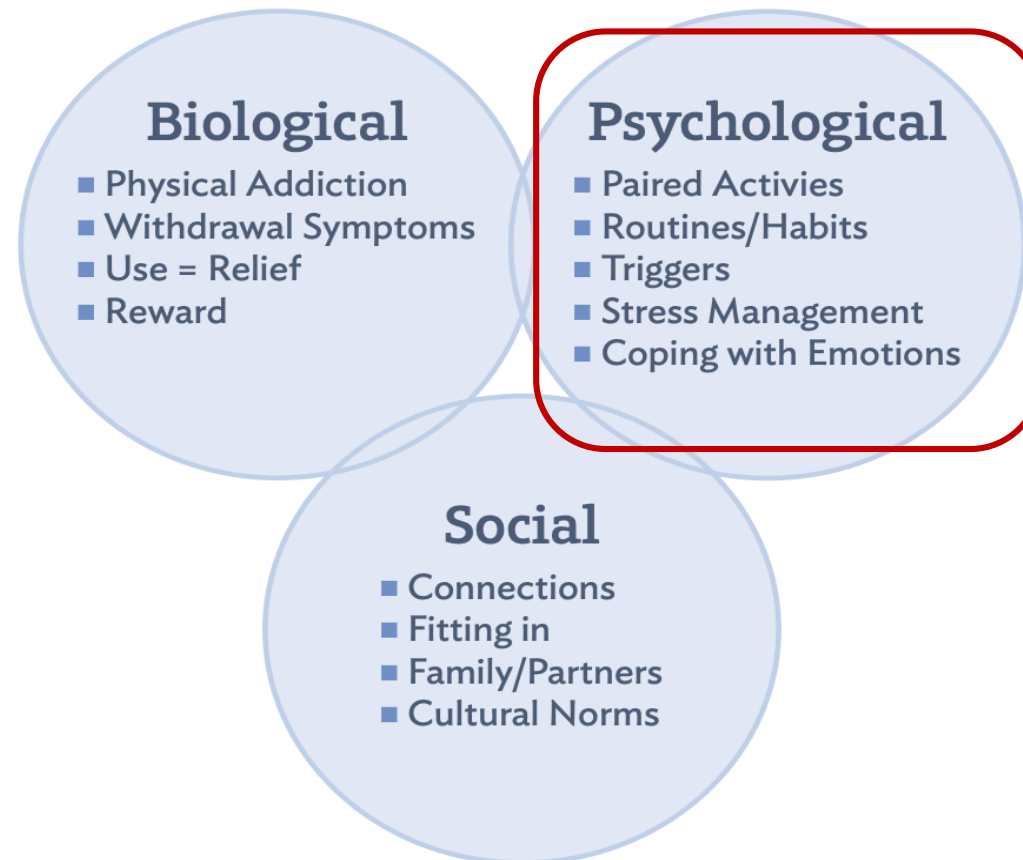 Biological
■ Physical Addiction
■ Withdrawal Symptoms
■ Use = Relief
■ Reward
Psychological
■ Paired Activies
■ Routines/Habits
■ Triggers
■ Stress Management
■ Coping with Emotions
Social
■ Connections
■ Fitting in
■ Family/Partners
■ Cultural Norms